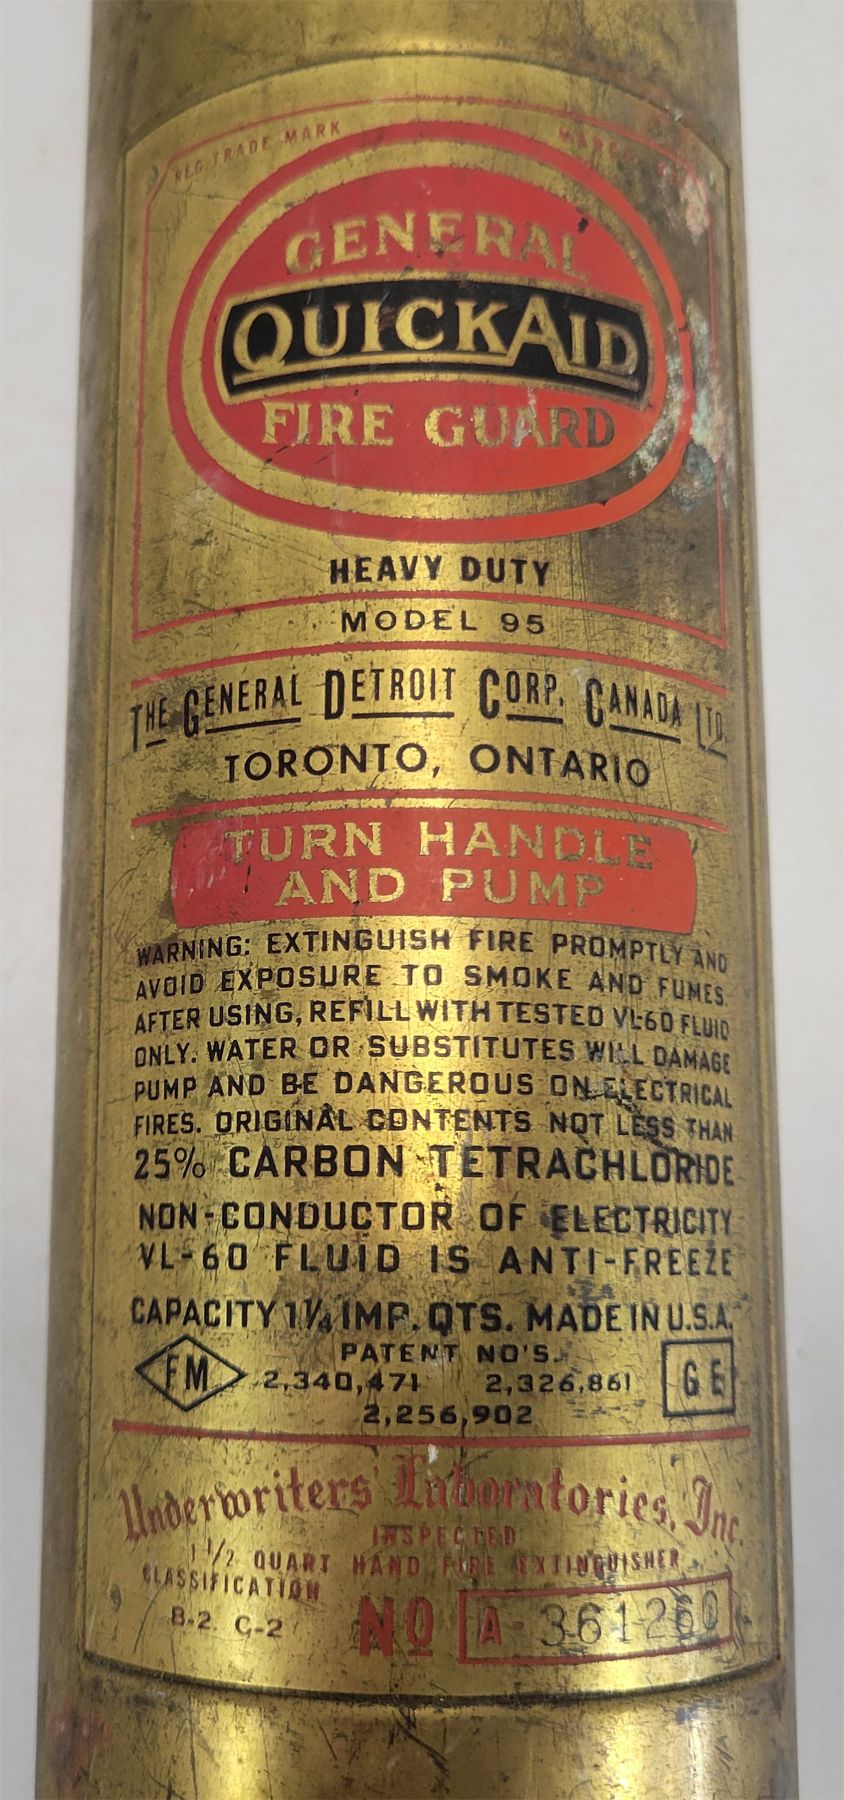 REG. TRADE MARK
GENERAL
QUICKAID
FIRE GUARD
HEAVY DUTY
MODEL 95
THE GENERAL DETROIT CORP. CANADA LTD.
TORONTO, ONTARIO
TURN HANDLE
AND PUMP
WARNING: EXTINGUISH FIRE PROMPTLY AND
AVOID EXPOSURE TO SMOKE AND FUMES.
AFTER USING, REFILL WITH TESTED VL-60 FLUID
ONLY. WATER OR SUBSTITUTES WILL DAMAGE
PUMP AND BE DANGEROUS ON ELECTRICAL
FIRES. ORIGINAL CONTENTS NOT LESS THAN
25% CARBON TETRACHLORIDE
NON-CONDUCTOR OF ELECTRICITY
VL-60 FLUID IS ANTI-FREEZE
CAPACITY 1 1/4 IMP. QTS. MADE IN U.S.A.
PATENT NO'S.
FM 2,340,471 2,326,861 GE
2,256,902
Underwriters' Laboratories, Inc.
INSPECTED
1 1/2 QUART HAND FIRE EXTINGUISHER
CLASSIFICATION
B-2 C-2 NO A-361260